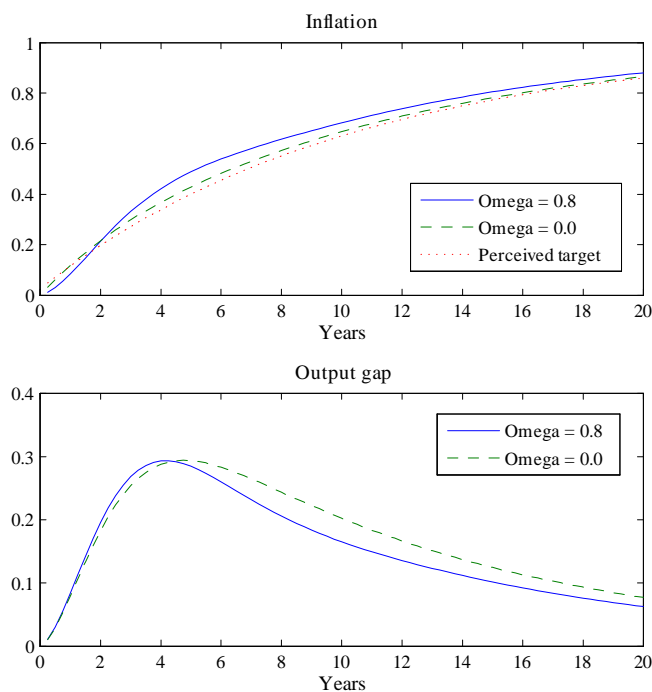 Inflation
1
0.8
0.6
0.4
0.2
0
Omega = 0.8
Omega = 0.0
Perceived target
0 2 4 6 8 10 12 14 16 18 20
Years
Output gap
0.4
0.3
0.2
0.1
0
Omega = 0.8
Omega = 0.0
0 2 4 6 8 10 12 14 16 18 20
Years